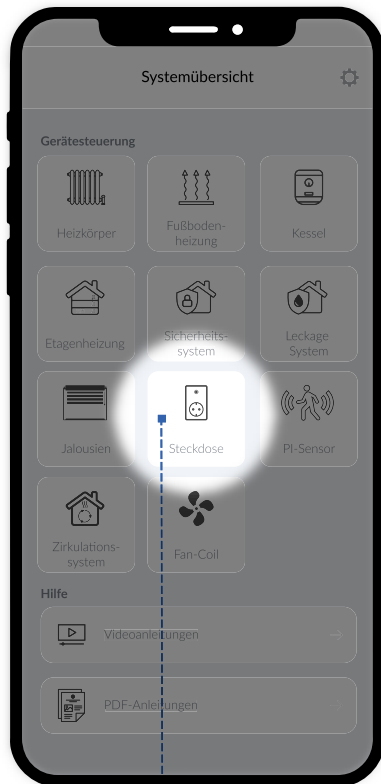 Systemübersicht
Gerätesteuerung
Heizkörper
Fußboden-
heizung
Kessel
Etagenheizung
Sicherheits-
system
Leckage
System
Jalousien
Steckdose
PI-Sensor
Zirkulations-
system
Fan-Coil
Hilfe
Videoanleitungen
PDF-Anleitungen